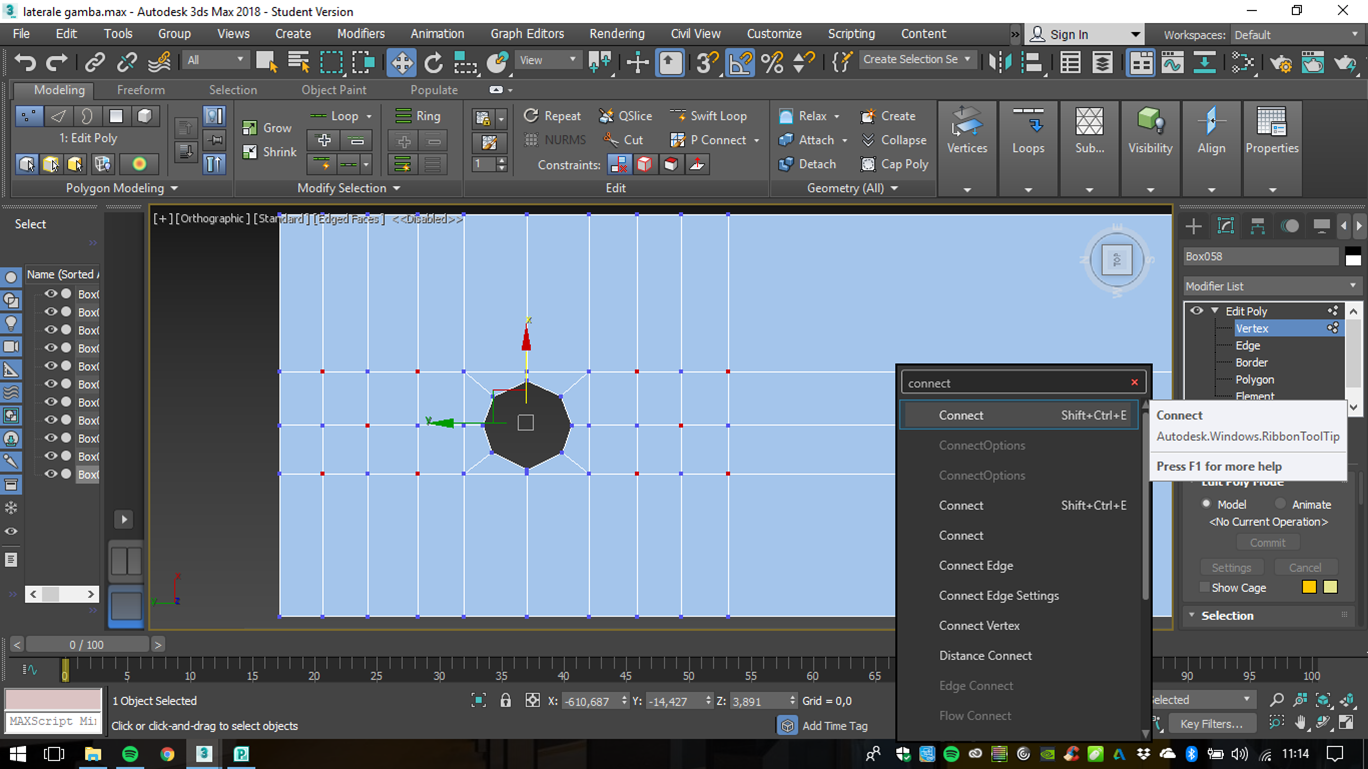 laterale gamba.max - Autodesk 3ds Max 2018 - Student Version
File Edit Tools Group Views Create Modifiers Animation Graph Editors Rendering Civil View Customize Scripting Content
Sign In
Workspaces: Default
All
View
Create Selection Se
Modeling Freeform Selection Object Paint Populate
1: Edit Poly
Polygon Modeling
Grow
Shrink
Loop
Ring
Modify Selection
1
Repeat QSlice Swift Loop
NURMS Cut P Connect
Constraints:
Edit
Relax Create
Attach Collapse
Detach Cap Poly
Geometry (All)
Vertices Loops Sub... Visibility Align Properties
Select
Name (Sorted A
Box0
Box0
Box0
Box0
Box0
Box0
Box0
Box0
Box0
Box0
Box0
[+] [Orthographic] [Standard] [Edged Faces] <<Disabled>>
x
y
TOP
N
S
W
connect
Connect Shift+Ctrl+E
ConnectOptions
ConnectOptions
Connect Shift+Ctrl+E
Connect
Connect Edge
Connect Edge Settings
Connect Vertex
Distance Connect
Edge Connect
Flow Connect
Connect
Autodesk.Windows.RibbonToolTip
Press F1 for more help
Box058
Modifier List
Edit Poly
Vertex
Edge
Border
Polygon
Element
Edit Poly Mode
Model Animate
<No Current Operation>
Commit
Settings Cancel
Show Cage
Selection
0 / 100
0 5 10 15 20 25 30 35 40 45 50 55 60 65 90 95 100
MAXScript Mi
1 Object Selected
Click or click-and-drag to select objects
X: -610,687 Y: -14,427 Z: 3,891 Grid = 0,0
Add Time Tag
Selected
Key Filters...
11:14